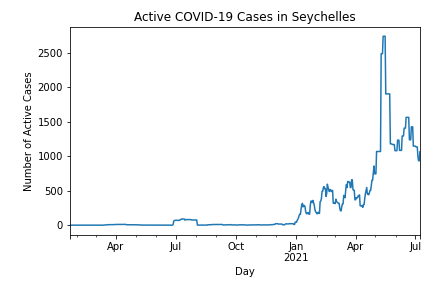 Active COVID-19 Cases in Seychelles
Number of Active Cases
2500
2000
1500
1000
500
0
Apr Jul Oct Jan Apr Jul
2021
Day